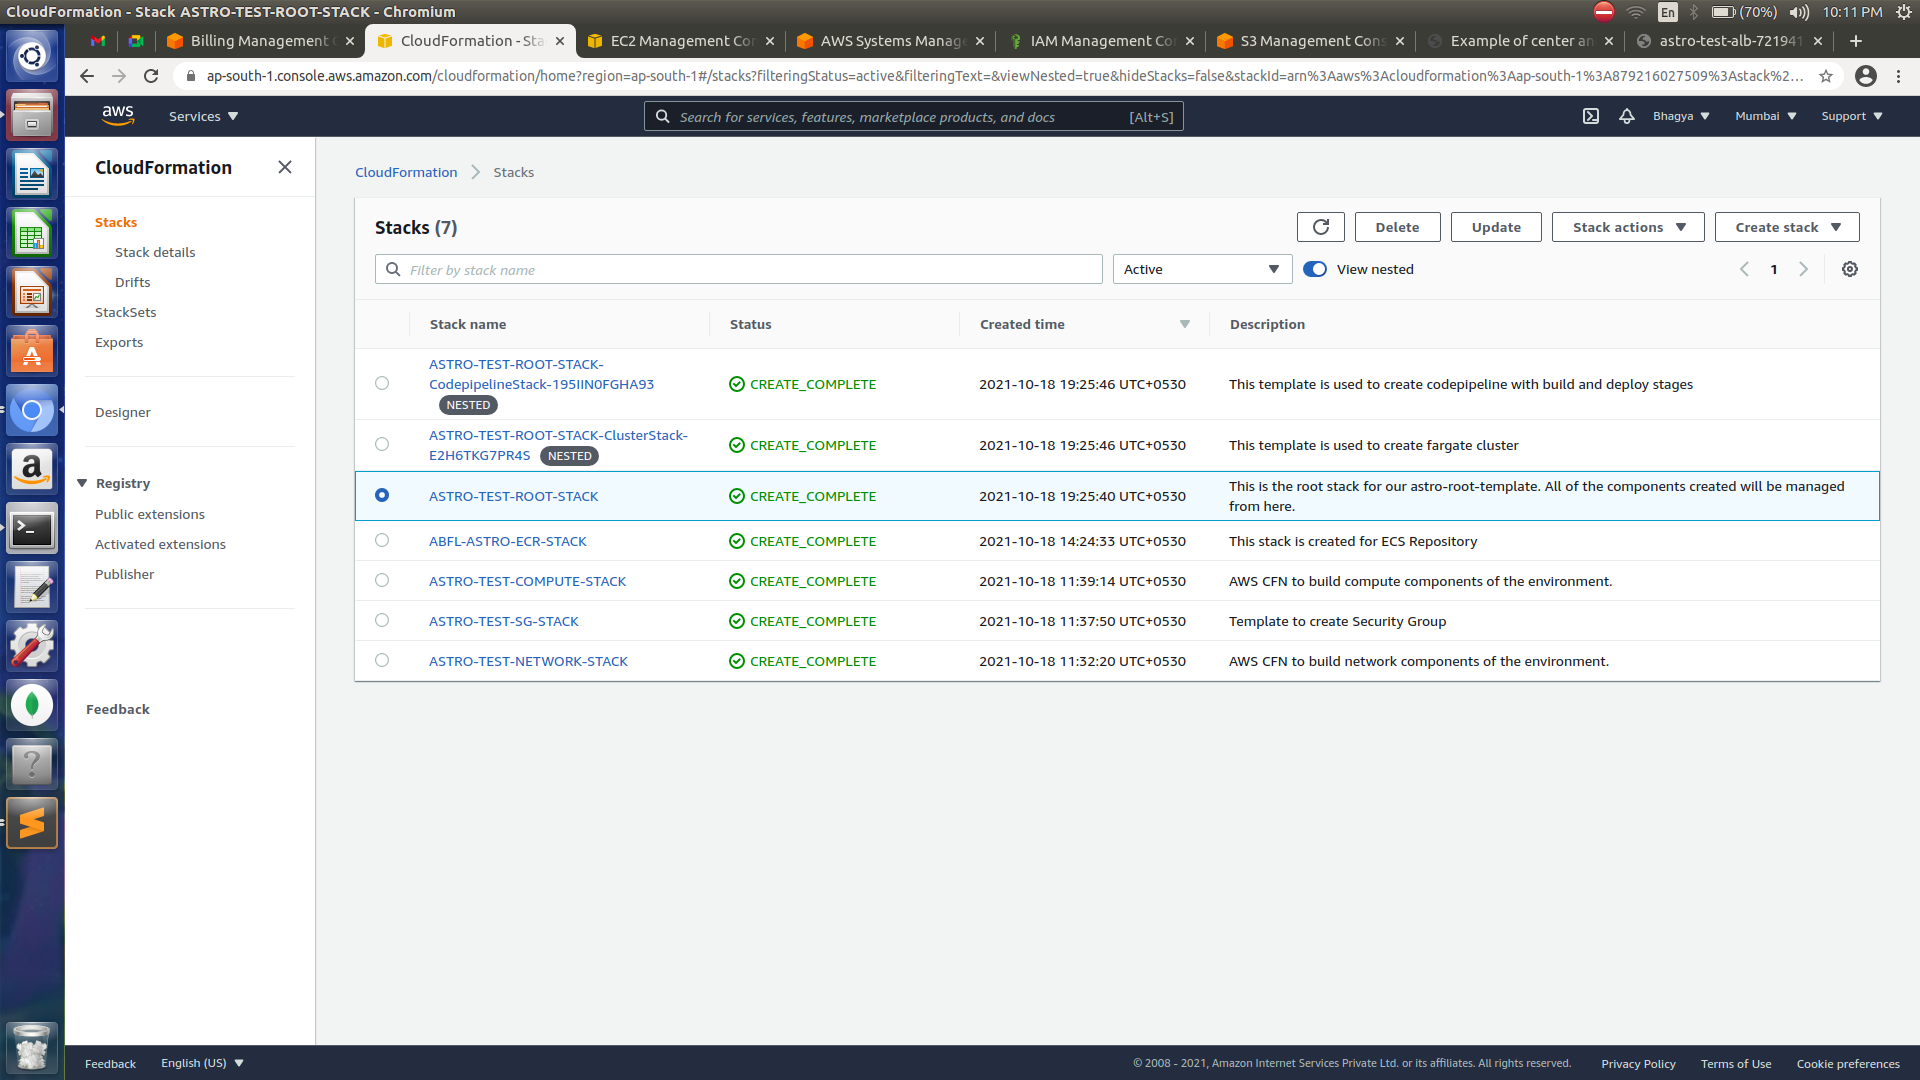 CloudFormation - Stack ASTRO-TEST-ROOT-STACK - Chromium
En
(70%)
10:11 PM
Billing Management
CloudFormation - Sta
EC2 Management Co
AWS Systems Manage
IAM Management Co
S3 Management Cons
Example of center an
astro-test-alb-721941
ap-south-1.console.aws.amazon.com/cloudformation/home?region=ap-south-1#/stacks?filteringStatus=active&filteringText=&viewNested=true&hideStacks=false&stackId=arn%3Aaws%3Acloudformation%3Aap-south-1%3A879216027509%3Astack%2...
aws
Services
Search for services, features, marketplace products, and docs
[Alt+S]
Bhagya
Mumbai
Support
CloudFormation
Stacks
Stack details
Drifts
StackSets
Exports
Designer
Registry
Public extensions
Activated extensions
Publisher
Feedback
CloudFormation
Stacks
Stacks (7)
Delete
Update
Stack actions
Create stack
Filter by stack name
Active
View nested
1
Stack name
Status
Created time
Description
ASTRO-TEST-ROOT-STACK-
CodepipelineStack-195IIN0FGHA93
NESTED
CREATE_COMPLETE
2021-10-18 19:25:46 UTC+0530
This template is used to create codepipeline with build and deploy stages
ASTRO-TEST-ROOT-STACK-ClusterStack-
E2H6TKG7PR4S NESTED
CREATE_COMPLETE
2021-10-18 19:25:46 UTC+0530
This template is used to create fargate cluster
ASTRO-TEST-ROOT-STACK
CREATE_COMPLETE
2021-10-18 19:25:40 UTC+0530
This is the root stack for our astro-root-template. All of the components created will be managed
from here.
ABFL-ASTRO-ECR-STACK
CREATE_COMPLETE
2021-10-18 14:24:33 UTC+0530
This stack is created for ECS Repository
ASTRO-TEST-COMPUTE-STACK
CREATE_COMPLETE
2021-10-18 11:39:14 UTC+0530
AWS CFN to build compute components of the environment.
ASTRO-TEST-SG-STACK
CREATE_COMPLETE
2021-10-18 11:37:50 UTC+0530
Template to create Security Group
ASTRO-TEST-NETWORK-STACK
CREATE_COMPLETE
2021-10-18 11:32:20 UTC+0530
AWS CFN to build network components of the environment.
Feedback
English (US)
© 2008 - 2021, Amazon Internet Services Private Ltd. or its affiliates. All rights reserved.
Privacy Policy
Terms of Use
Cookie preferences